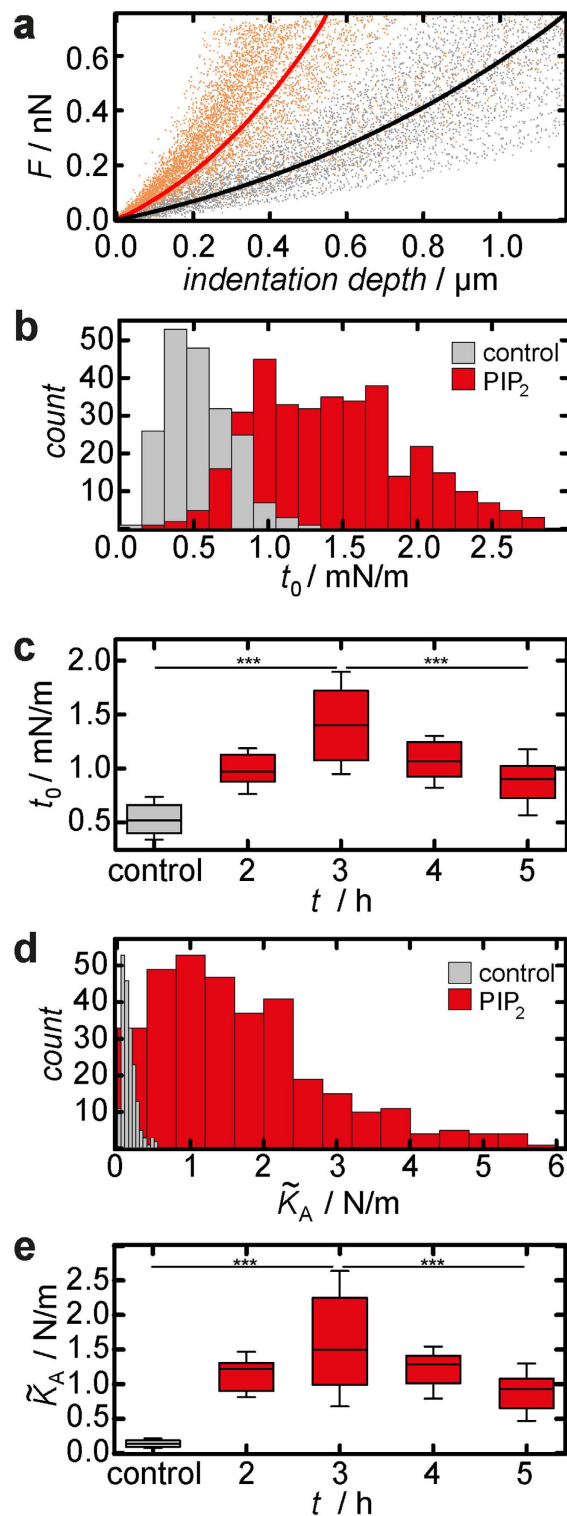 a
F / nN
0.6
0.4
0.2
0.0
0.0 0.2 0.4 0.6 0.8 1.0
indentation depth / µm
b
count
50
40
30
20
10
control
PIP₂
0.0 0.5 1.0 1.5 2.0 2.5
t₀ / mN/m
c
t₀ / mN/m
2.0
1.5
1.0
0.5
*** ***
control 2 3 4 5
t / h
d
count
50
40
30
20
10
control
PIP₂
0 1 2 3 4 5 6
K̃_A / N/m
e
K̃_A / N/m
2.5
2.0
1.5
1.0
0.5
0.0
*** ***
control 2 3 4 5
t / h